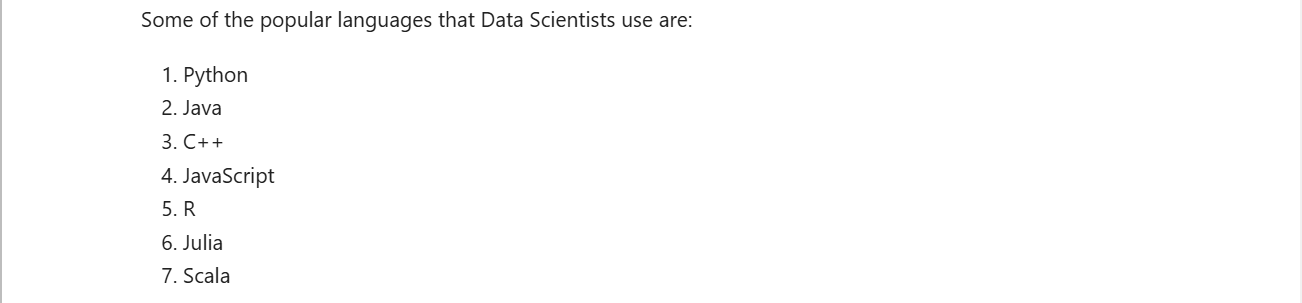 Some of the popular languages that Data Scientists use are:
1. Python
2. Java
3. C++
4. JavaScript
5. R
6. Julia
7. Scala